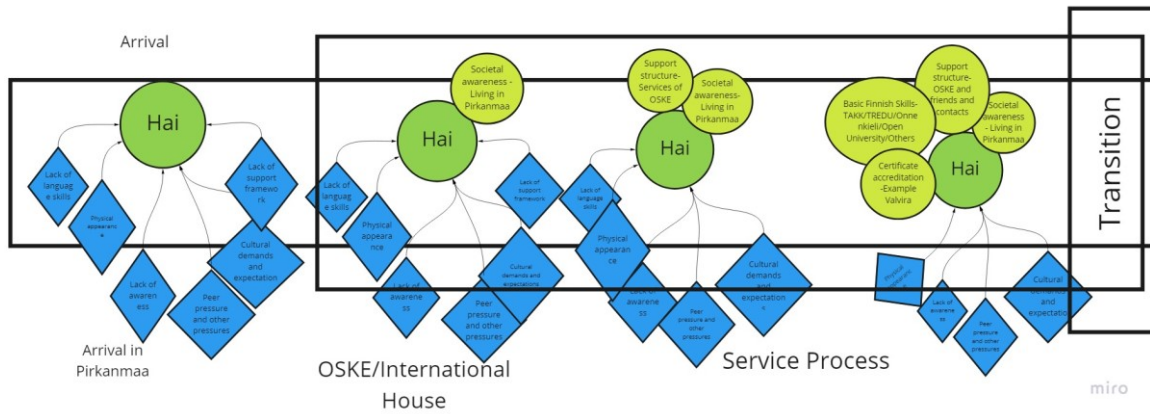 Arrival
Hai
Lack of
languag
e skills
Physical
appearanc
e
Lack of
awaren
ess
Peer
pressure
and other
pressures
Cultural
demands
and
expectation
Lack of
support
framewo
rk
Arrival in
Pirkanmaa
Societal
awareness -
Living in
Pirkanmaa
Hai
Lack of
languag
e skills
Physical
appeara
nce
Lack of
awareness
Peer
pressure
and other
pressures
Cultural
demands and
expectations
Lack of
support
framework
OSKE/International
House
Support
structure-
Services of
OSKE
Societal
awareness-
Living in
Pirkanmaa
Hai
Lack of
language
skills
Physical
appearan
ce
Lack of
awarene
ss
Peer
pressure
and other
pressures
Cultural
demands
and
expectation
s
Service Process
Support
structure-
OSKE and
friends and
contacts
Basic Finnish Skills-
TAKK/TREDU/Onne
nkieli/Open
University/Others
Societal
awareness
- Living in
Pirkanmaa
Certificate
accreditation
-Example
Valvira
Hai
Physical
Lack of
awarene
ss
Peer
pressure
and other
pressures
Cultural
demands
and
expectation
Transition
miro